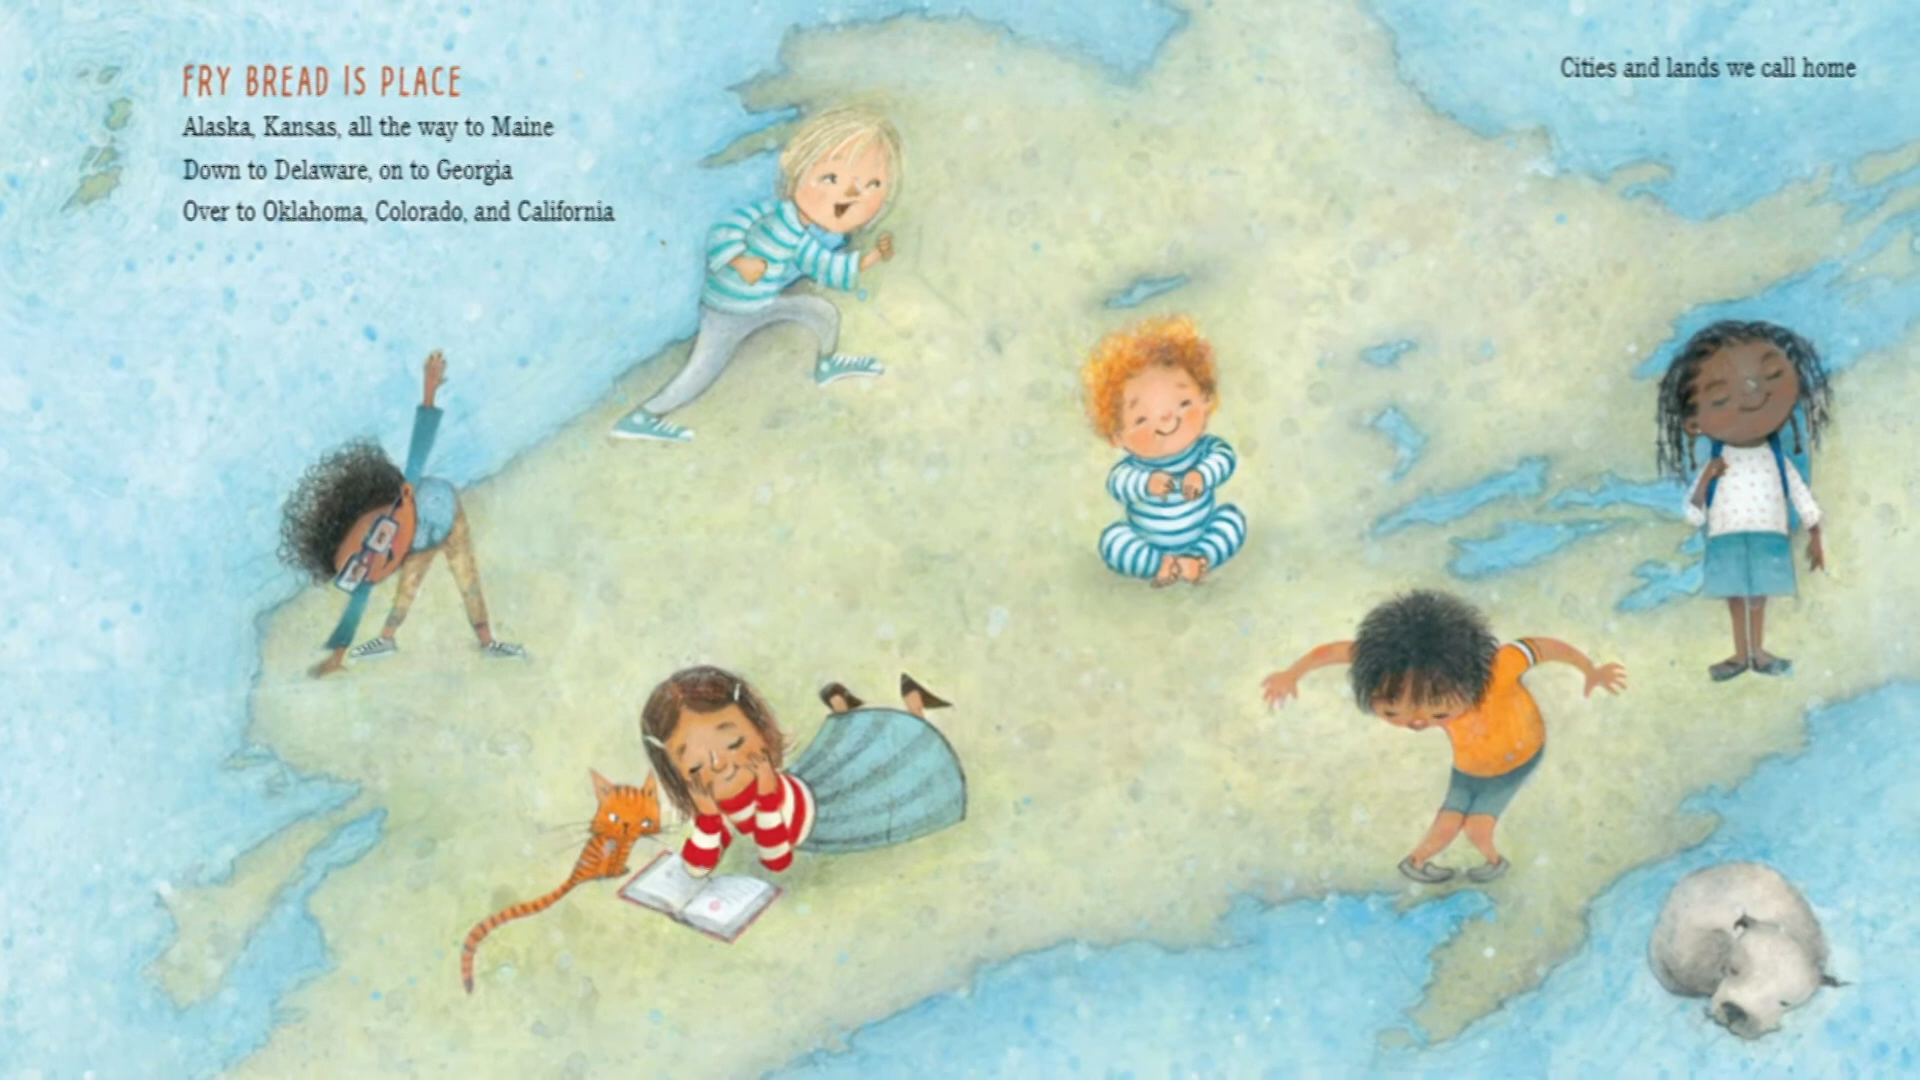 FRY BREAD IS PLACE
Alaska, Kansas, all the way to Maine
Down to Delaware, on to Georgia
Over to Oklahoma, Colorado, and California
Cities and lands we call home